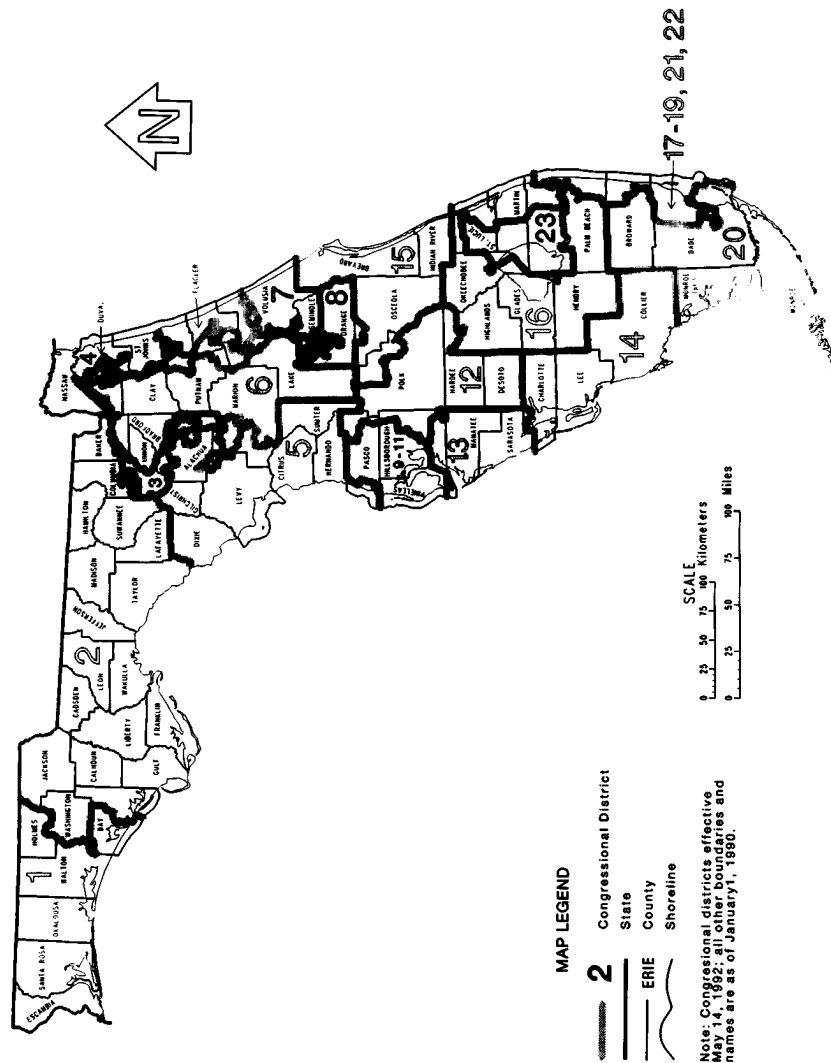 N
ESCAMBIA
SANTA ROSA
OKALOOSA
1
WALTON
HOLMES
WASHINGTON
BAY
JACKSON
CALHOUN
GULF
GADSDEN
LIBERTY
FRANKLIN
2
LEON
WAKULLA
JEFFERSON
MADISON
TAYLOR
HAMILTON
SUWANNEE
LAFAYETTE
DIXIE
COLUMBIA
3
GILCHRIST
BAKER
UNION
BRADFORD
ALACHUA
LEVY
NASSAU
4
DUVA.
CLAY
ST. JOHNS
PUTNAM
FLAGLER
MARION
6
VOLUSIA
7
LAKE
SEMINOLE
8
ORANGE
CITRUS
5
SUMTER
HERNANDO
PASCO
HILLSBOROUGH
9-11
PINELLAS
POLK
OSCEOLA
BREVARD
15
INDIAN RIVER
13
MANATEE
SARASOTA
HARDEE
12
DESOTO
HIGHLANDS
OKEECHOBEE
ST. LUCIE
MARTIN
CHARLOTTE
GLADES
16
23
LEE
HENDRY
PALM BEACH
14
COLLIER
BROWARD
MONROE
DADE
20
17-19, 21, 22
MONROE
MAP LEGEND
2 Congressional District
State
ERIE County
Shoreline
Note: Congresional districts effective
May 14, 1992; all other boundaries and
names are as of January1, 1990.
SCALE
0 25 50 75 100 Kilometers
0 25 50 75 100 Miles